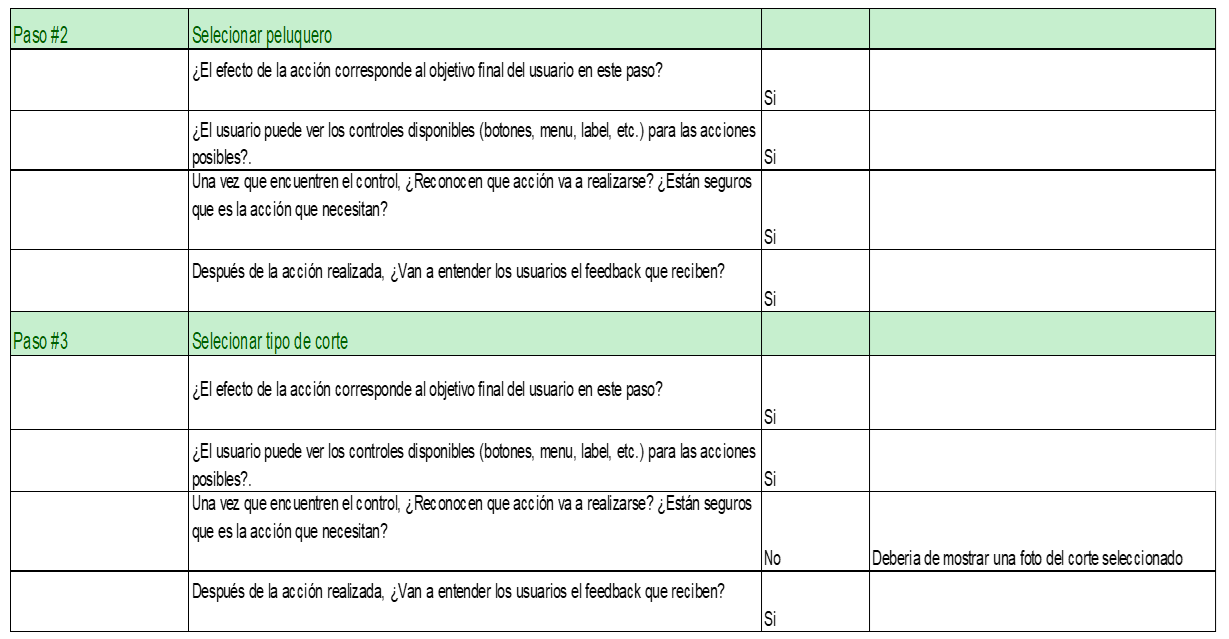 Paso #2 Selecionar peluquero
¿El efecto de la acción corresponde al objetivo final del usuario en este paso?
Si
¿El usuario puede ver los controles disponibles (botones, menu, label, etc.) para las acciones
posibles?.
Si
Una vez que encuentren el control, ¿Reconocen que acción va a realizarse? ¿Están seguros
que es la acción que necesitan?
Si
Después de la acción realizada, ¿Van a entender los usuarios el feedback que reciben?
Si
Paso #3 Selecionar tipo de corte
¿El efecto de la acción corresponde al objetivo final del usuario en este paso?
Si
¿El usuario puede ver los controles disponibles (botones, menu, label, etc.) para las acciones
posibles?.
Si
Una vez que encuentren el control, ¿Reconocen que acción va a realizarse? ¿Están seguros
que es la acción que necesitan?
No Deberia de mostrar una foto del corte seleccionado
Después de la acción realizada, ¿Van a entender los usuarios el feedback que reciben?
Si